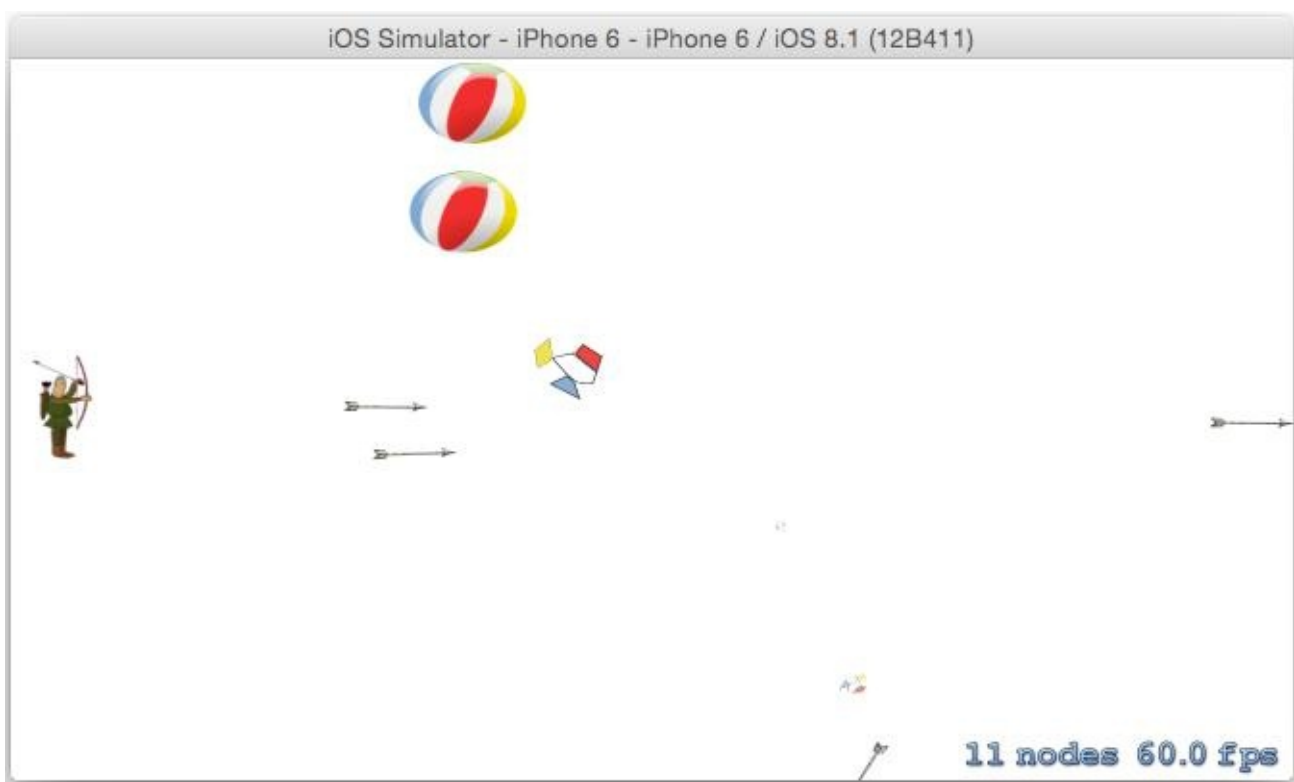 iOS Simulator - iPhone 6 - iPhone 6 / iOS 8.1 (12B411)
11 nodes 60.0 fps